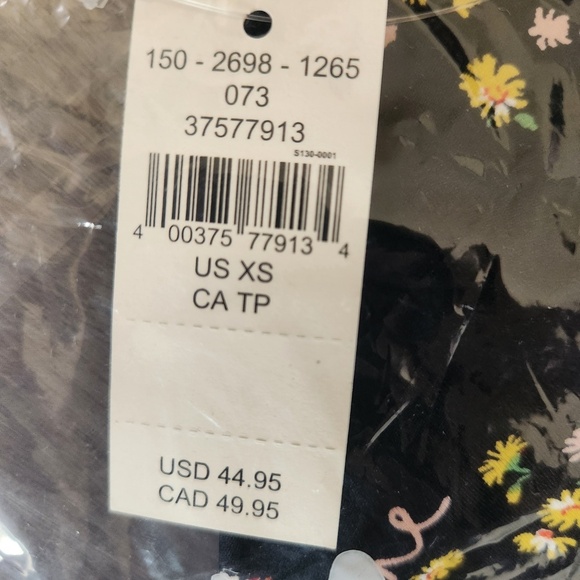 150 - 2698 - 1265
073
37577913
S130-0001
4 00375 77913 4
US XS
CA TP
USD 44.95
CAD 49.95